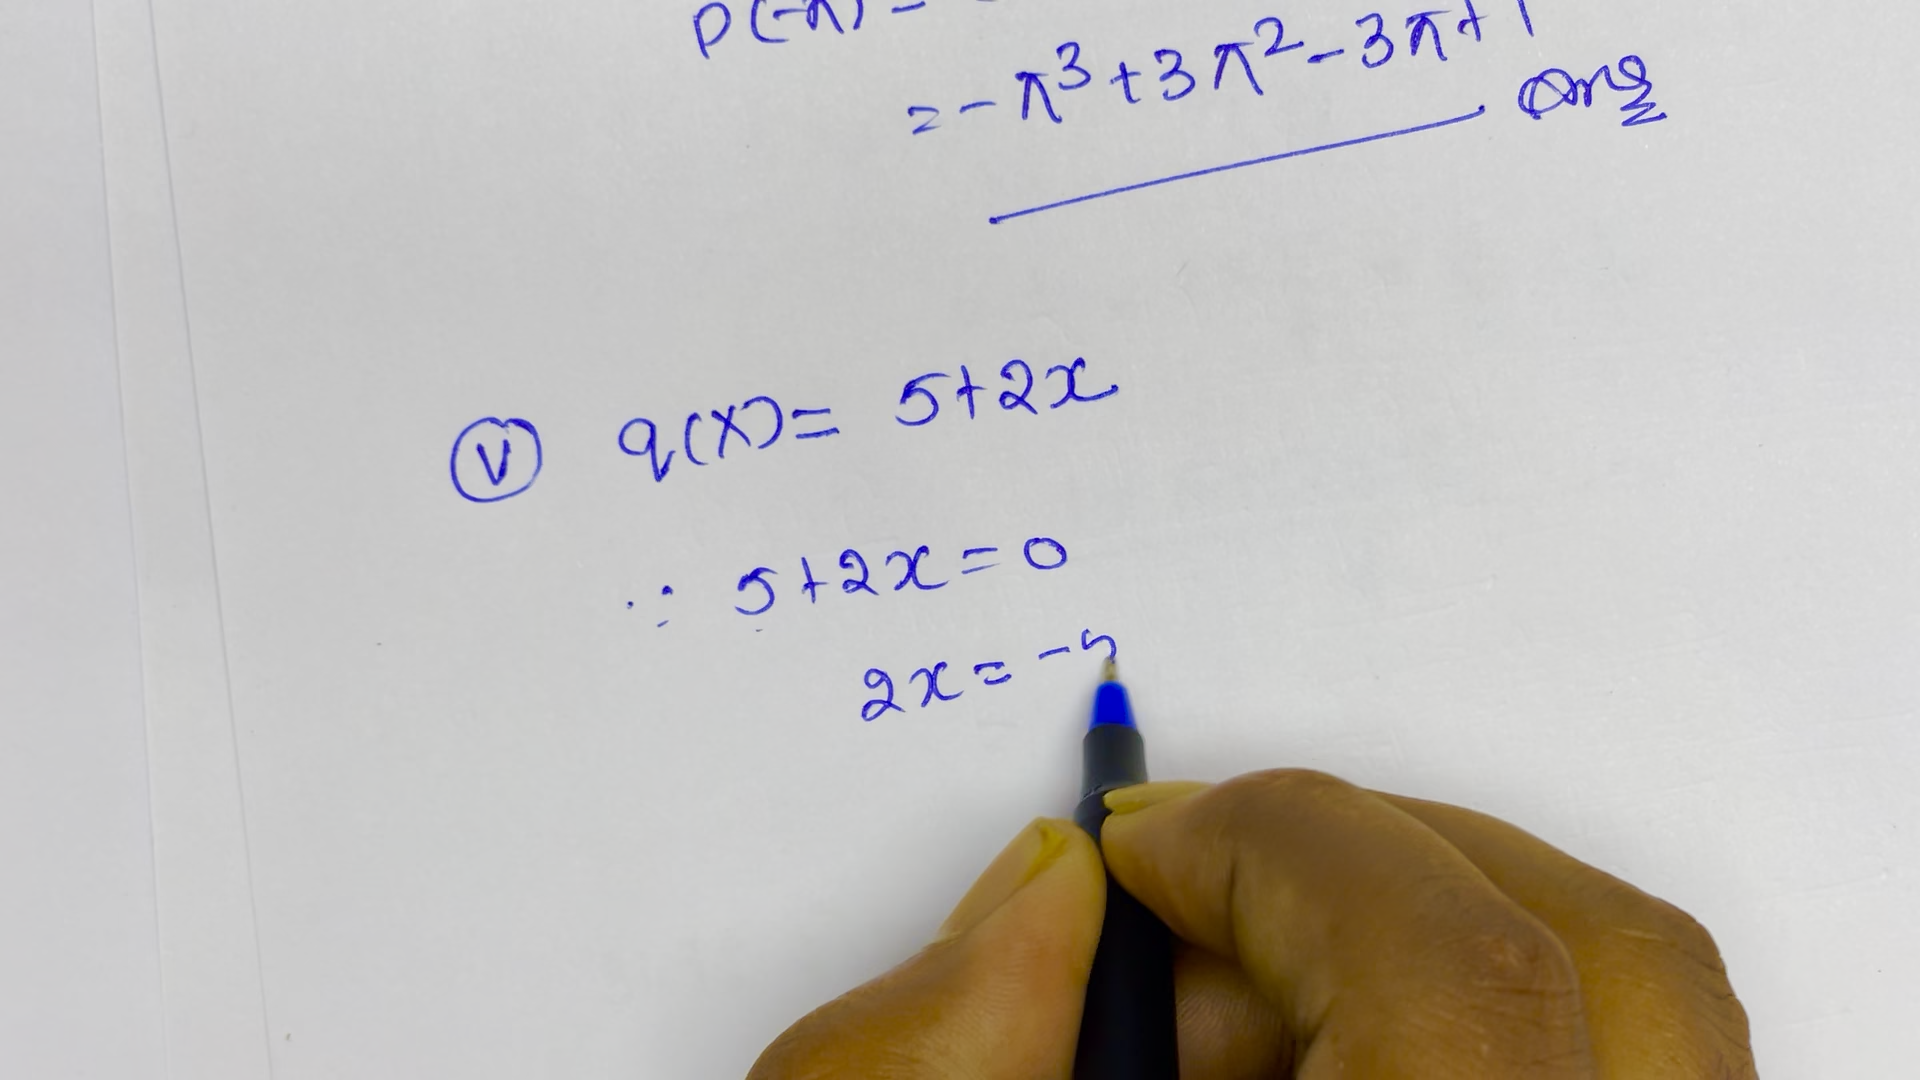 P(-π) =
= -π³+3π²-3π+1 Ans
(V) q(x) = 5+2x
∵ 5+2x=0
2x = -5